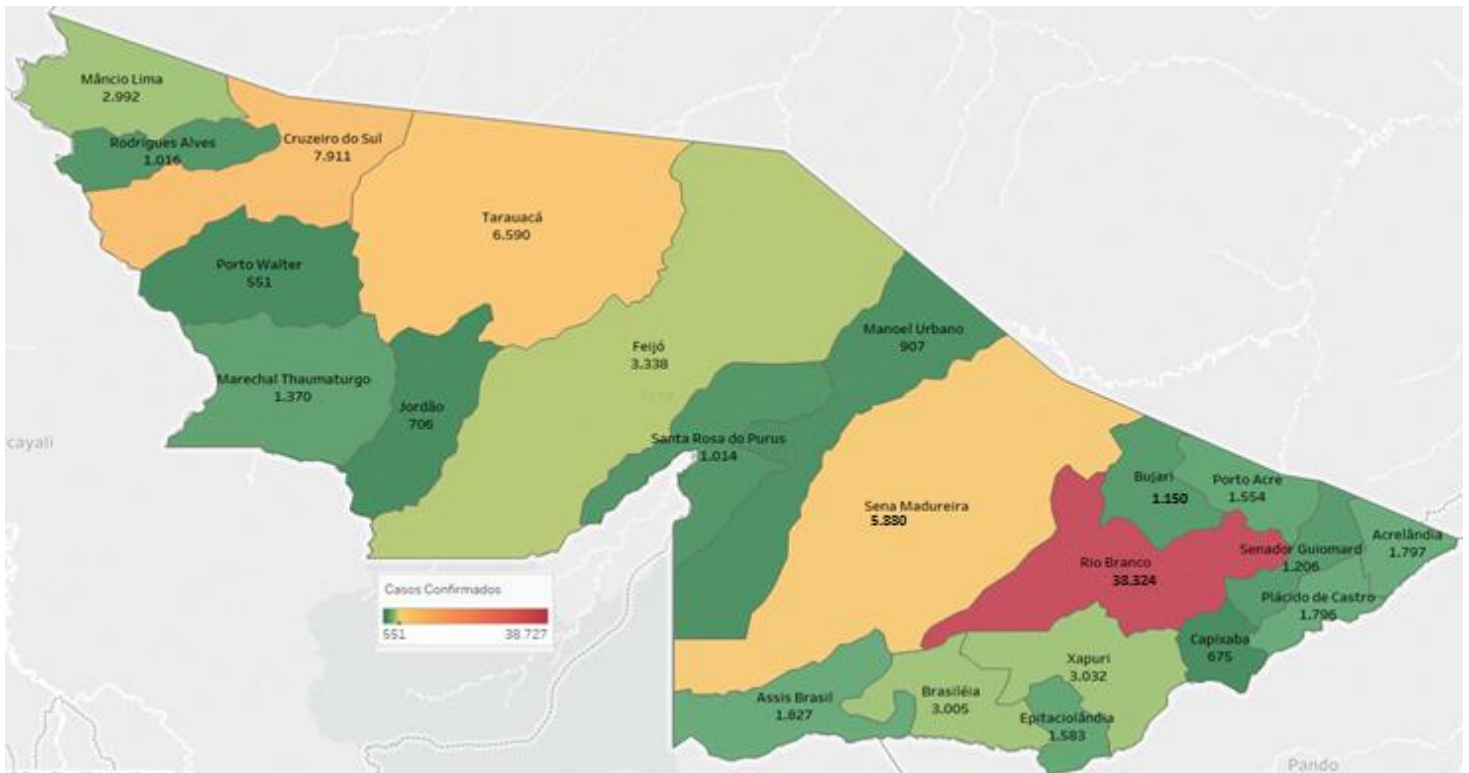 Mâncio Lima
2.992
Rodrigues Alves
1.016
Cruzeiro do Sul
7.911
Tarauacá
6.590
Porto Walter
551
Marechal Thaumaturgo
1.370
Jordão
706
Feijó
3.338
Manoel Urbano
907
Santa Rosa do Purus
1.014
Sena Madureira
5.880
Bujari
1.150
Porto Acre
1.554
Rio Branco
38.324
Senador Guiomard
1.206
Acrelândia
1.797
Plácido de Castro
1.796
Capixaba
675
Xapuri
3.032
Brasiléia
3.005
Epitaciolândia
1.583
Assis Brasil
1.827
Acre
cayali
Pando
Casos Confirmados
551
38.727